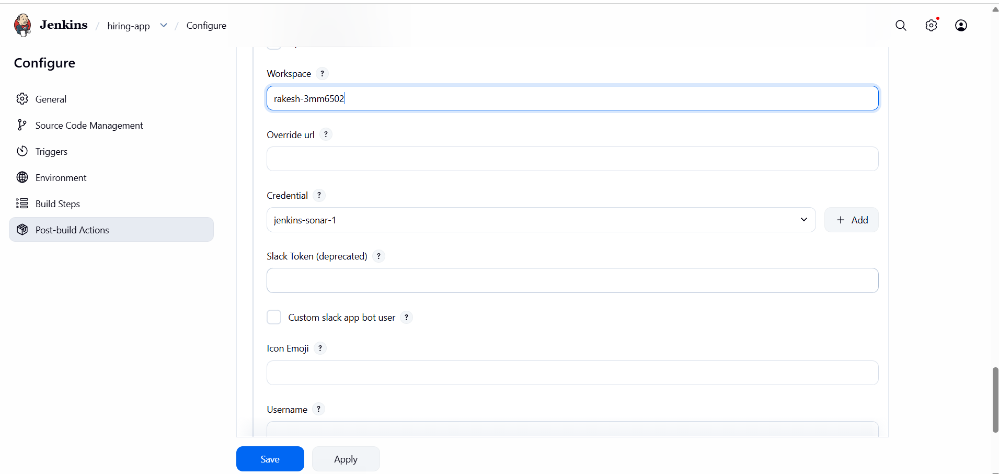 Jenkins / hiring-app / Configure
Configure
General
Source Code Management
Triggers
Environment
Build Steps
Post-build Actions
Workspace ?
rakesh-3mm6502
Override url ?
Credential ?
jenkins-sonar-1
+ Add
Slack Token (deprecated) ?
Custom slack app bot user ?
Icon Emoji ?
Username ?
Save
Apply